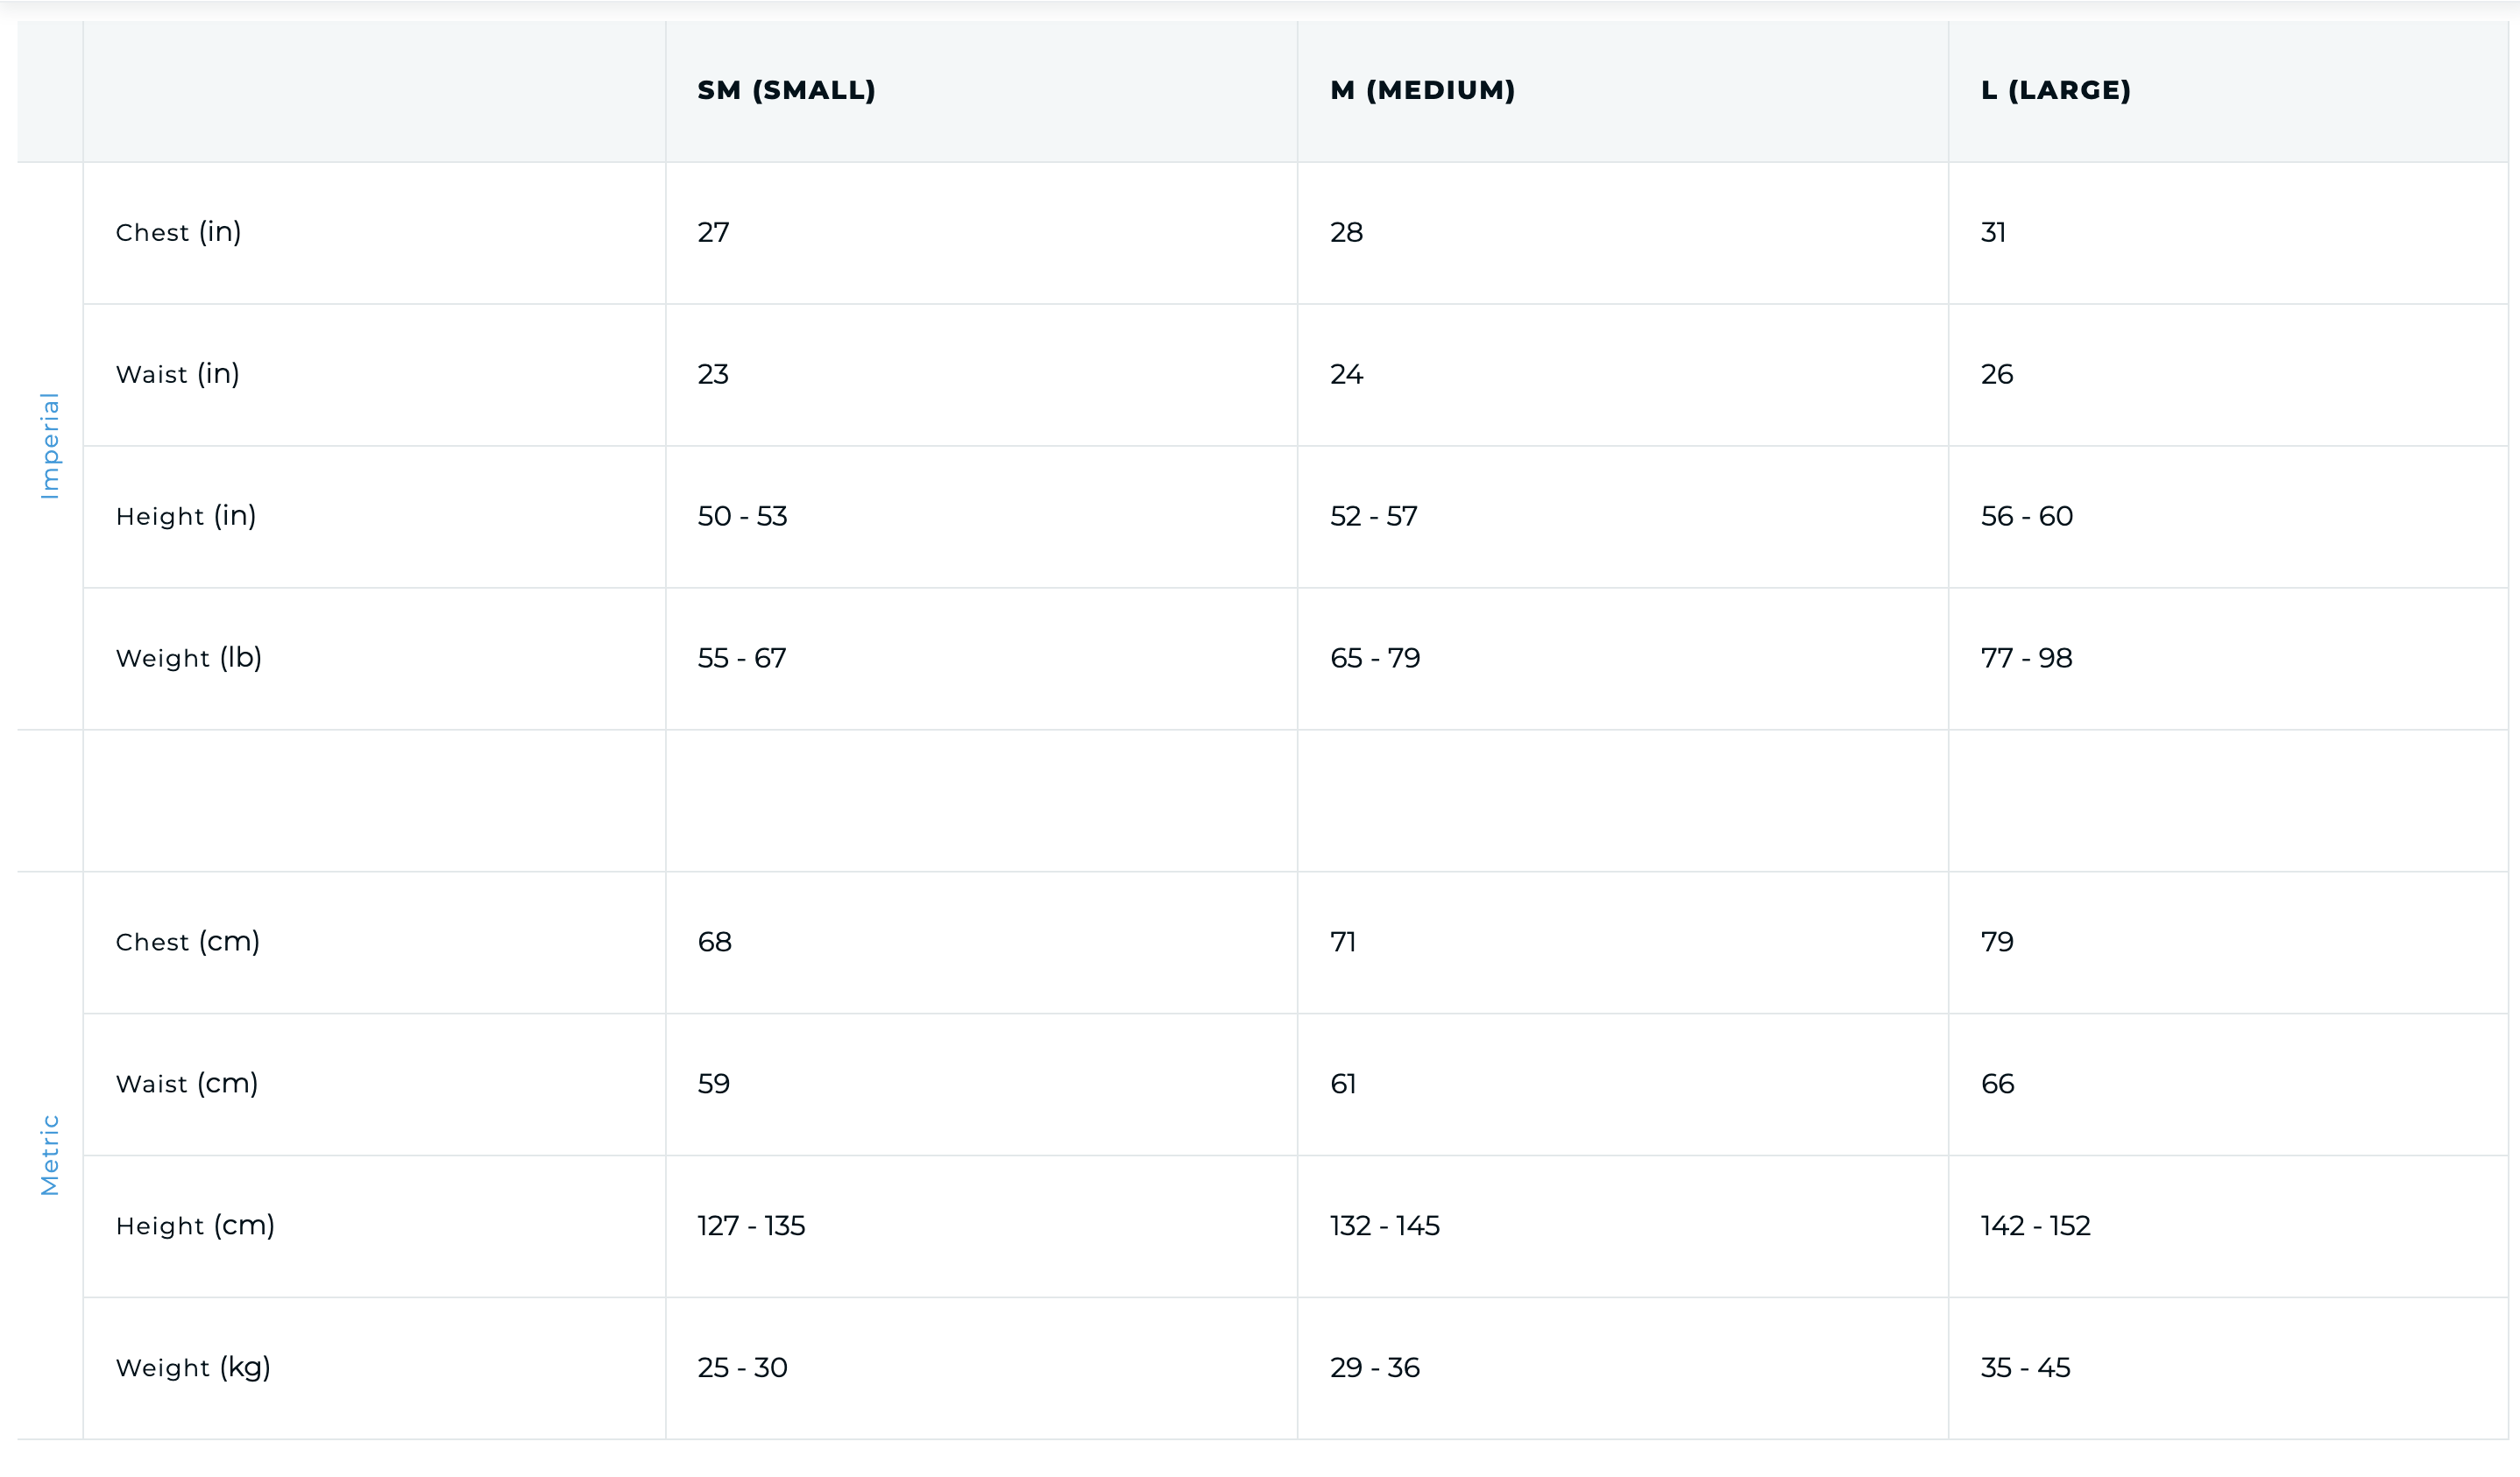 SM (SMALL) M (MEDIUM) L (LARGE)
Imperial
Chest (in) 27 28 31
Waist (in) 23 24 26
Height (in) 50 - 53 52 - 57 56 - 60
Weight (lb) 55 - 67 65 - 79 77 - 98
Metric
Chest (cm) 68 71 79
Waist (cm) 59 61 66
Height (cm) 127 - 135 132 - 145 142 - 152
Weight (kg) 25 - 30 29 - 36 35 - 45